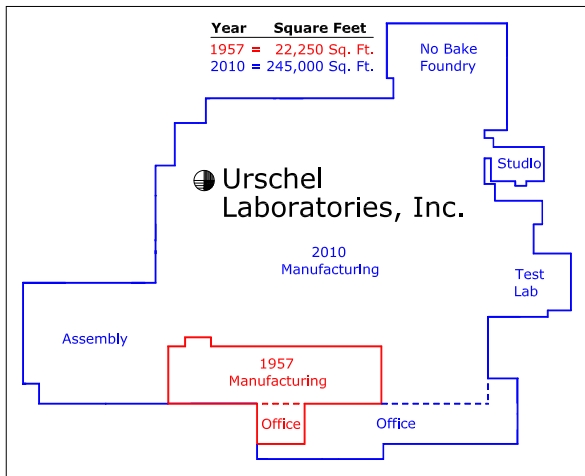 Year Square Feet
1957 = 22,250 Sq. Ft.
2010 = 245,000 Sq. Ft.
No Bake
Foundry
Studio
Urschel
Laboratories, Inc.
2010
Manufacturing
Test
Lab
Assembly
1957
Manufacturing
Office
Office